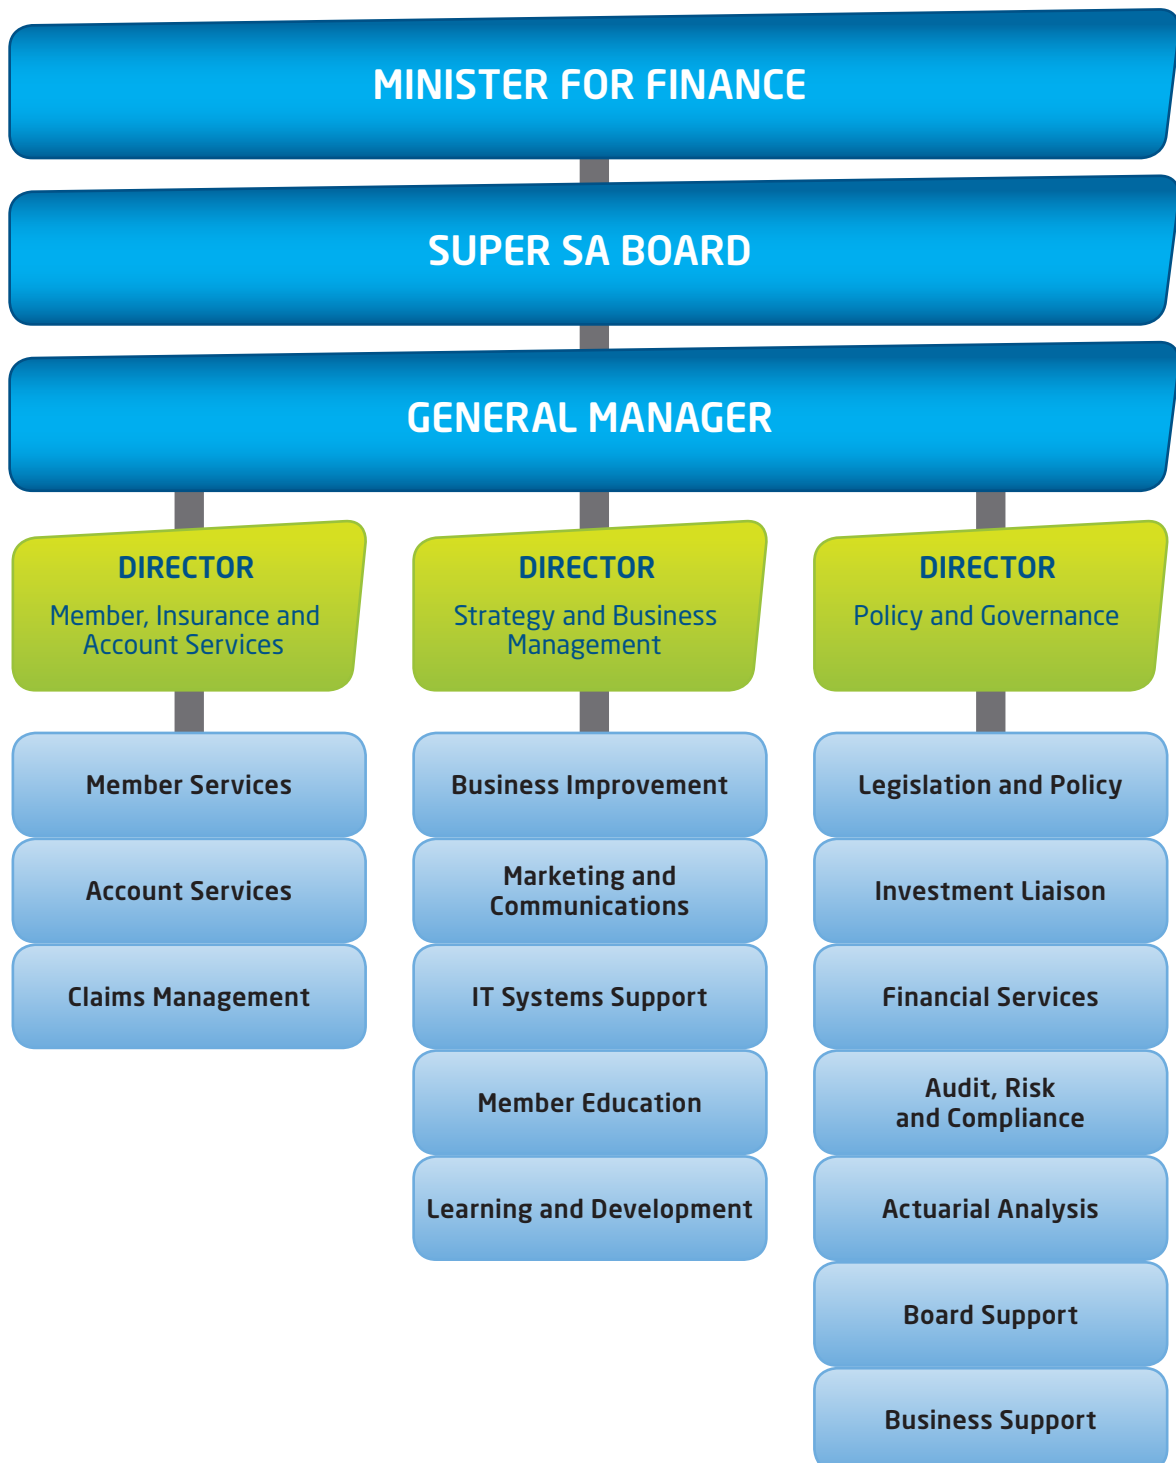 MINISTER FOR FINANCE
SUPER SA BOARD
GENERAL MANAGER
DIRECTOR
Member, Insurance and
Account Services
Member Services
Account Services
Claims Management
DIRECTOR
Strategy and Business
Management
Business Improvement
Marketing and
Communications
IT Systems Support
Member Education
Learning and Development
DIRECTOR
Policy and Governance
Legislation and Policy
Investment Liaison
Financial Services
Audit, Risk
and Compliance
Actuarial Analysis
Board Support
Business Support